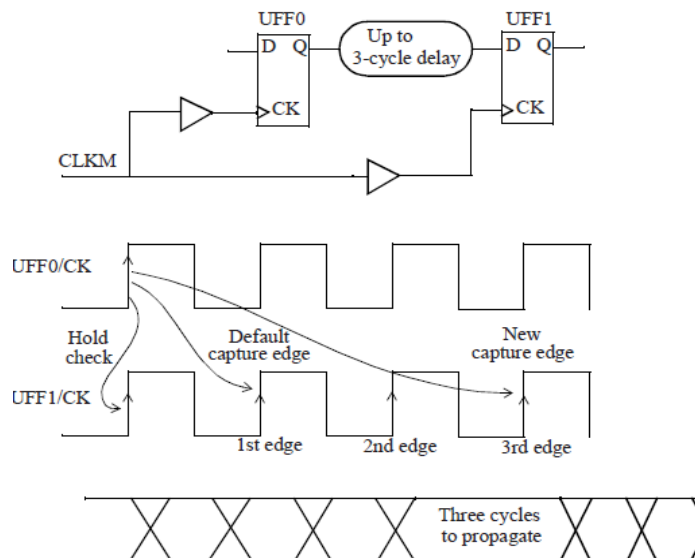 UFF0
UFF1
D Q
Up to
3-cycle delay
D Q
CK
CK
CLKM
UFF0/CK
Hold
check
Default
capture edge
New
capture edge
UFF1/CK
1st edge
2nd edge
3rd edge
Three cycles
to propagate